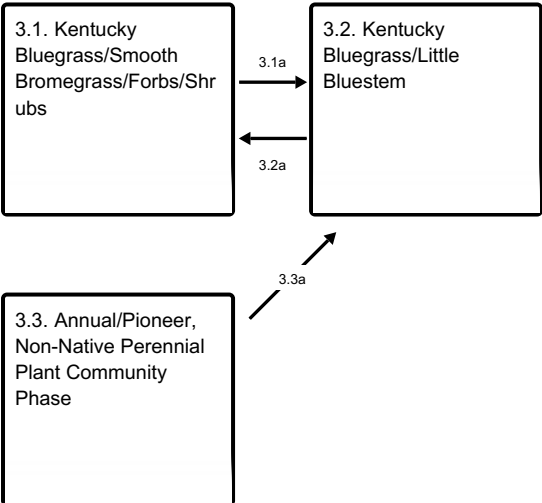 3.1. Kentucky
Bluegrass/Smooth
Bromegrass/Forbs/Shr
ubs
3.1a
3.2. Kentucky
Bluegrass/Little
Bluestem
3.2a
3.3a
3.3. Annual/Pioneer,
Non-Native Perennial
Plant Community
Phase